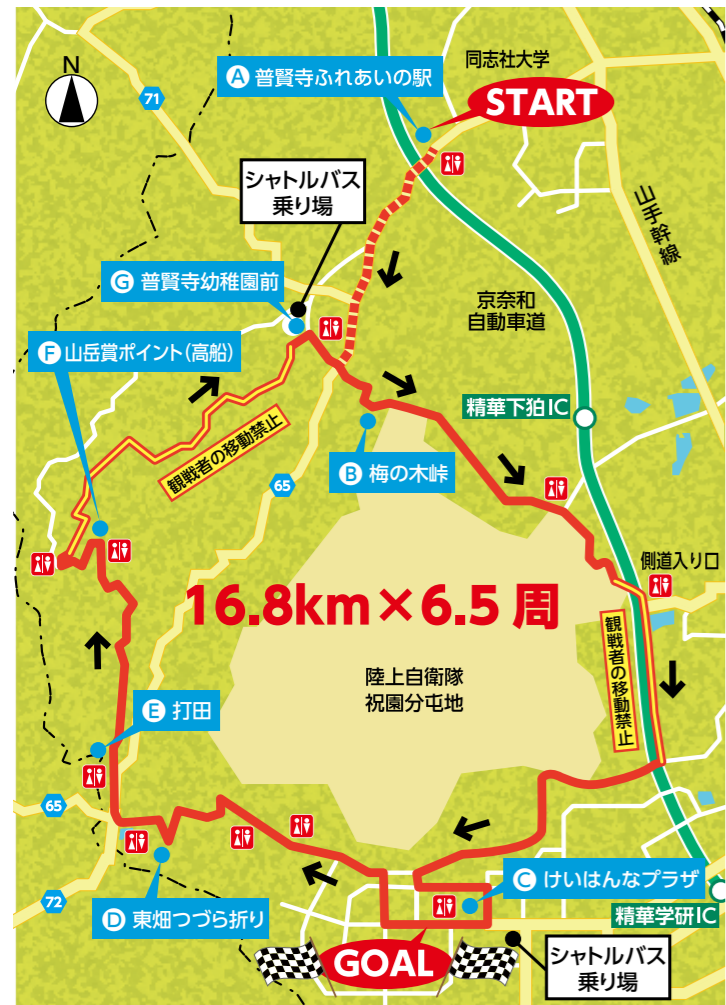 同志社大学
A 普賢寺ふれあいの駅
START
N
71
シャトルバス
乗り場
山手幹線
G 普賢寺幼稚園前
京奈和
自動車道
F 山岳賞ポイント(高船)
精華下狛IC
観戦者の移動禁止
B 梅の木峠
65
側道入り口
16.8km×6.5周
観戦者の移動禁止
陸上自衛隊
祝園分屯地
E 打田
65
C けいはんなプラザ
72
D 東畑つづら折り
精華学研IC
GOAL
シャトルバス
乗り場